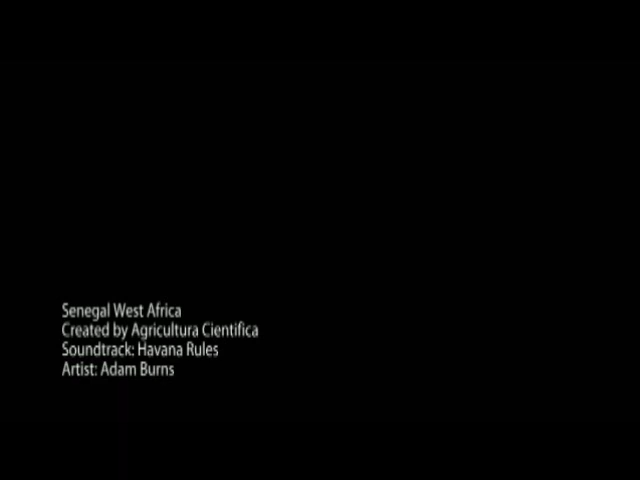 Senegal West Africa
Created by Agricultura Cientifica
Soundtrack: Havana Rules
Artist: Adam Burns